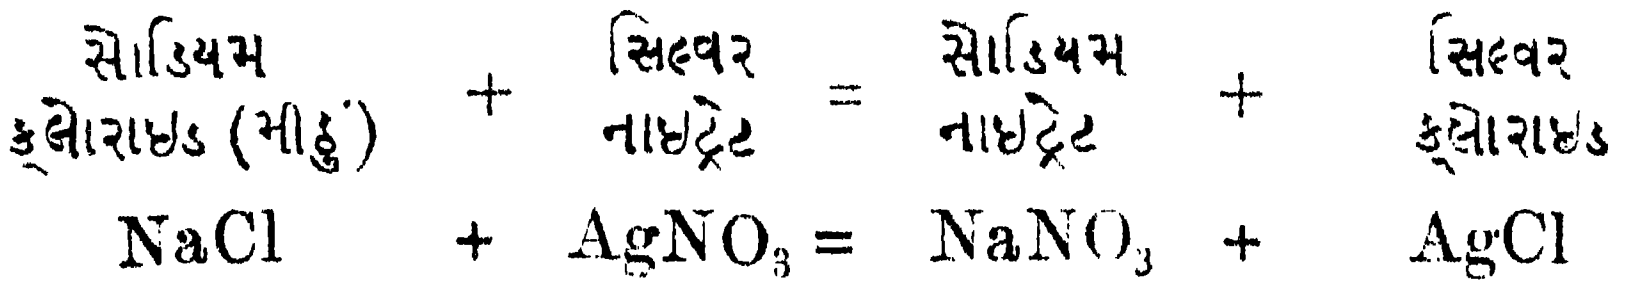 સોડિયમ + સિલ્વર = સોડિયમ + સિલ્વર
ક્લોરાઇડ (મીઠું) નાઇટ્રેટ નાઇટ્રેટ ક્લોરાઇડ
NaCl + AgNO₃ = NaNO₃ + AgCl